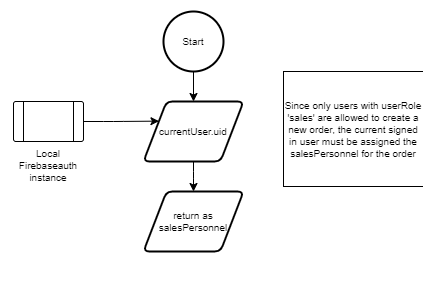 Start
currentUser.uid
Local
Firebaseauth
instance
return as
salesPersonnel
Since only users with userRole
'sales' are allowed to create a
new order, the current signed
in user must be assigned the
salesPersonnel for the order